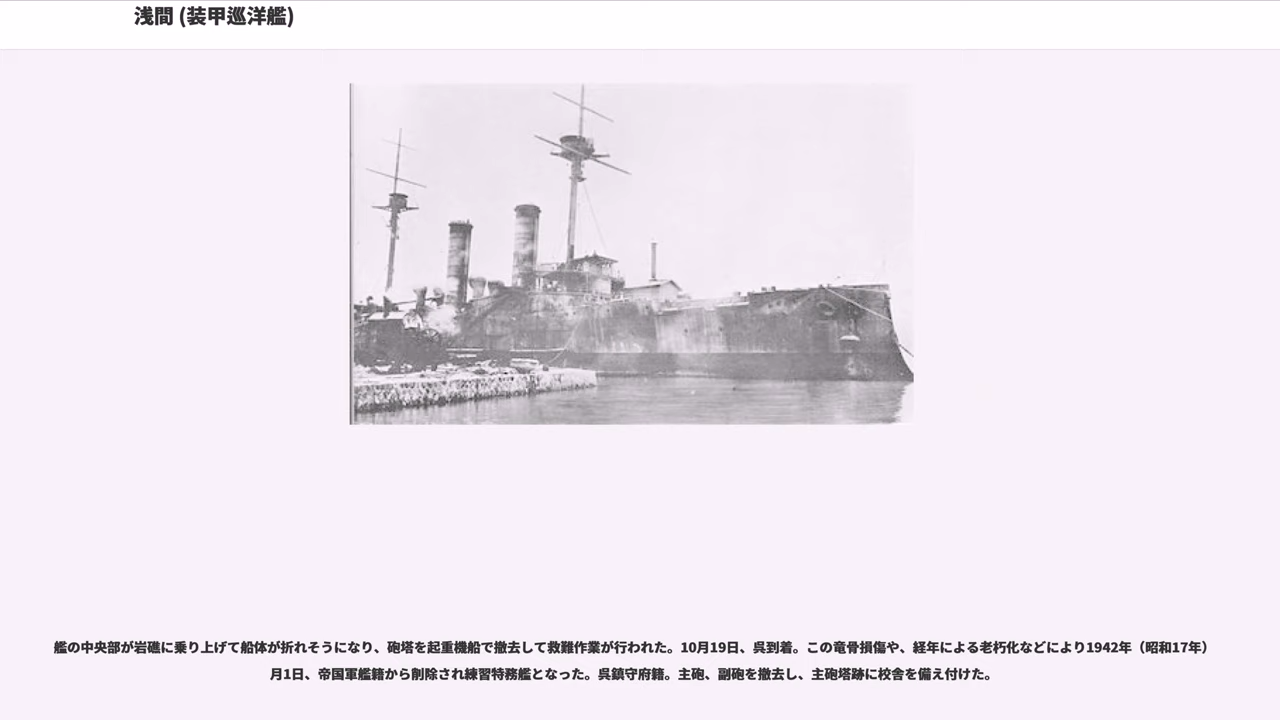 浅間 (装甲巡洋艦)
艦の中央部が岩礁に乗り上げて船体が折れそうになり、砲塔を起重機船で撤去して救難作業が行われた。10月19日、呉到着。この竜骨損傷や、経年による老朽化などにより1942年（昭和17年）
月1日、帝国軍艦籍から削除され練習特務艦となった。呉鎮守府籍。主砲、副砲を撤去し、主砲塔跡に校舎を備え付けた。